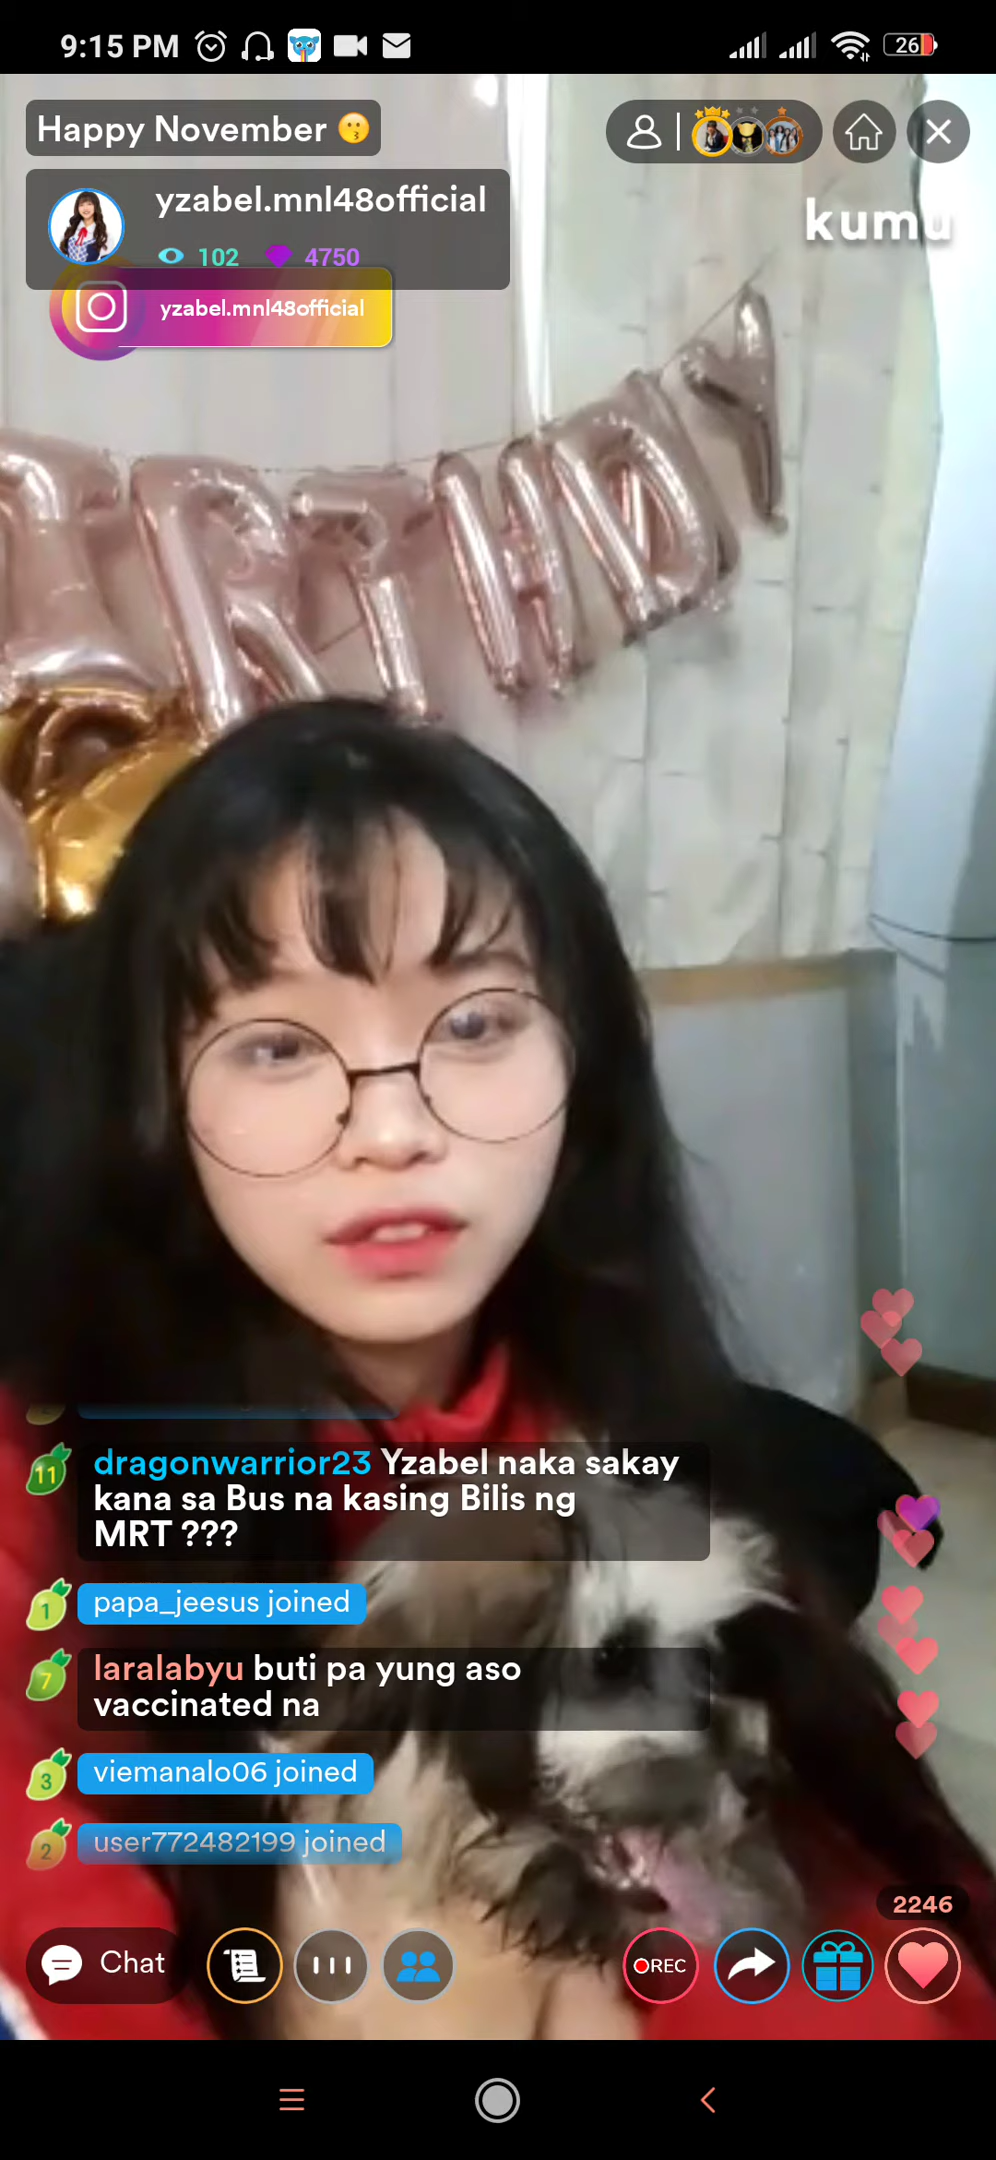 9:15 PM
26
Happy November 😗
yzabel.mnl48official
102 4750
yzabel.mnl48official
kumu
IRTHDY
11
dragonwarrior23 Yzabel naka sakay
kana sa Bus na kasing Bilis ng
MRT ???
1
papa_jeesus joined
7
laralabyu buti pa yung aso
vaccinated na
3
viemanalo06 joined
2
user772482199 joined
2246
Chat
REC